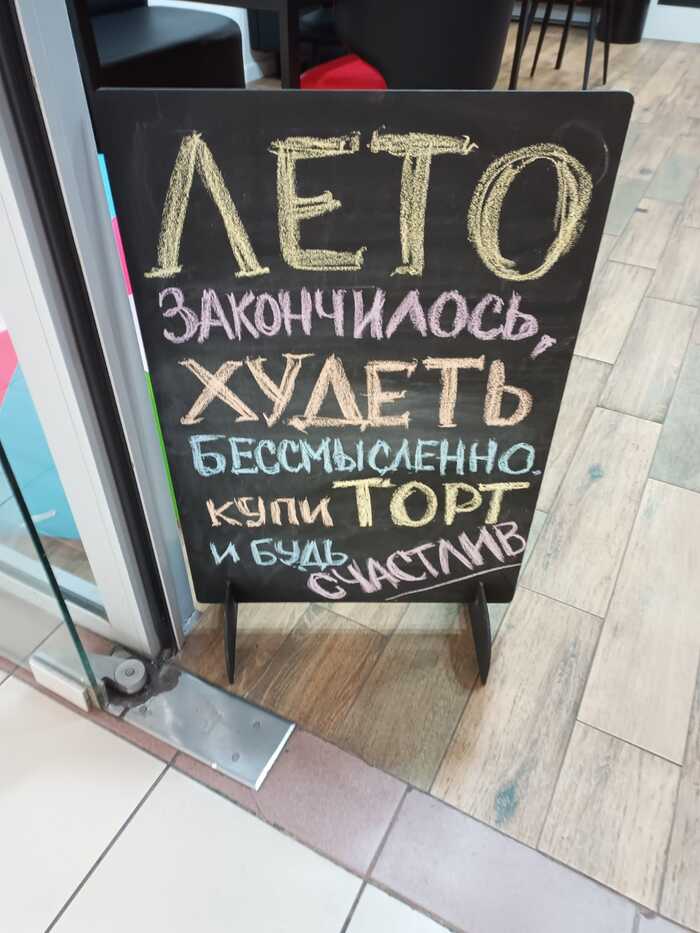 ЛЕТО
ЗАКОНЧИЛОСЬ,
ХУДЕТЬ
БЕССМЫСЛЕННО.
КУПИ ТОРТ
И БУДЬ
СЧАСТЛИВ